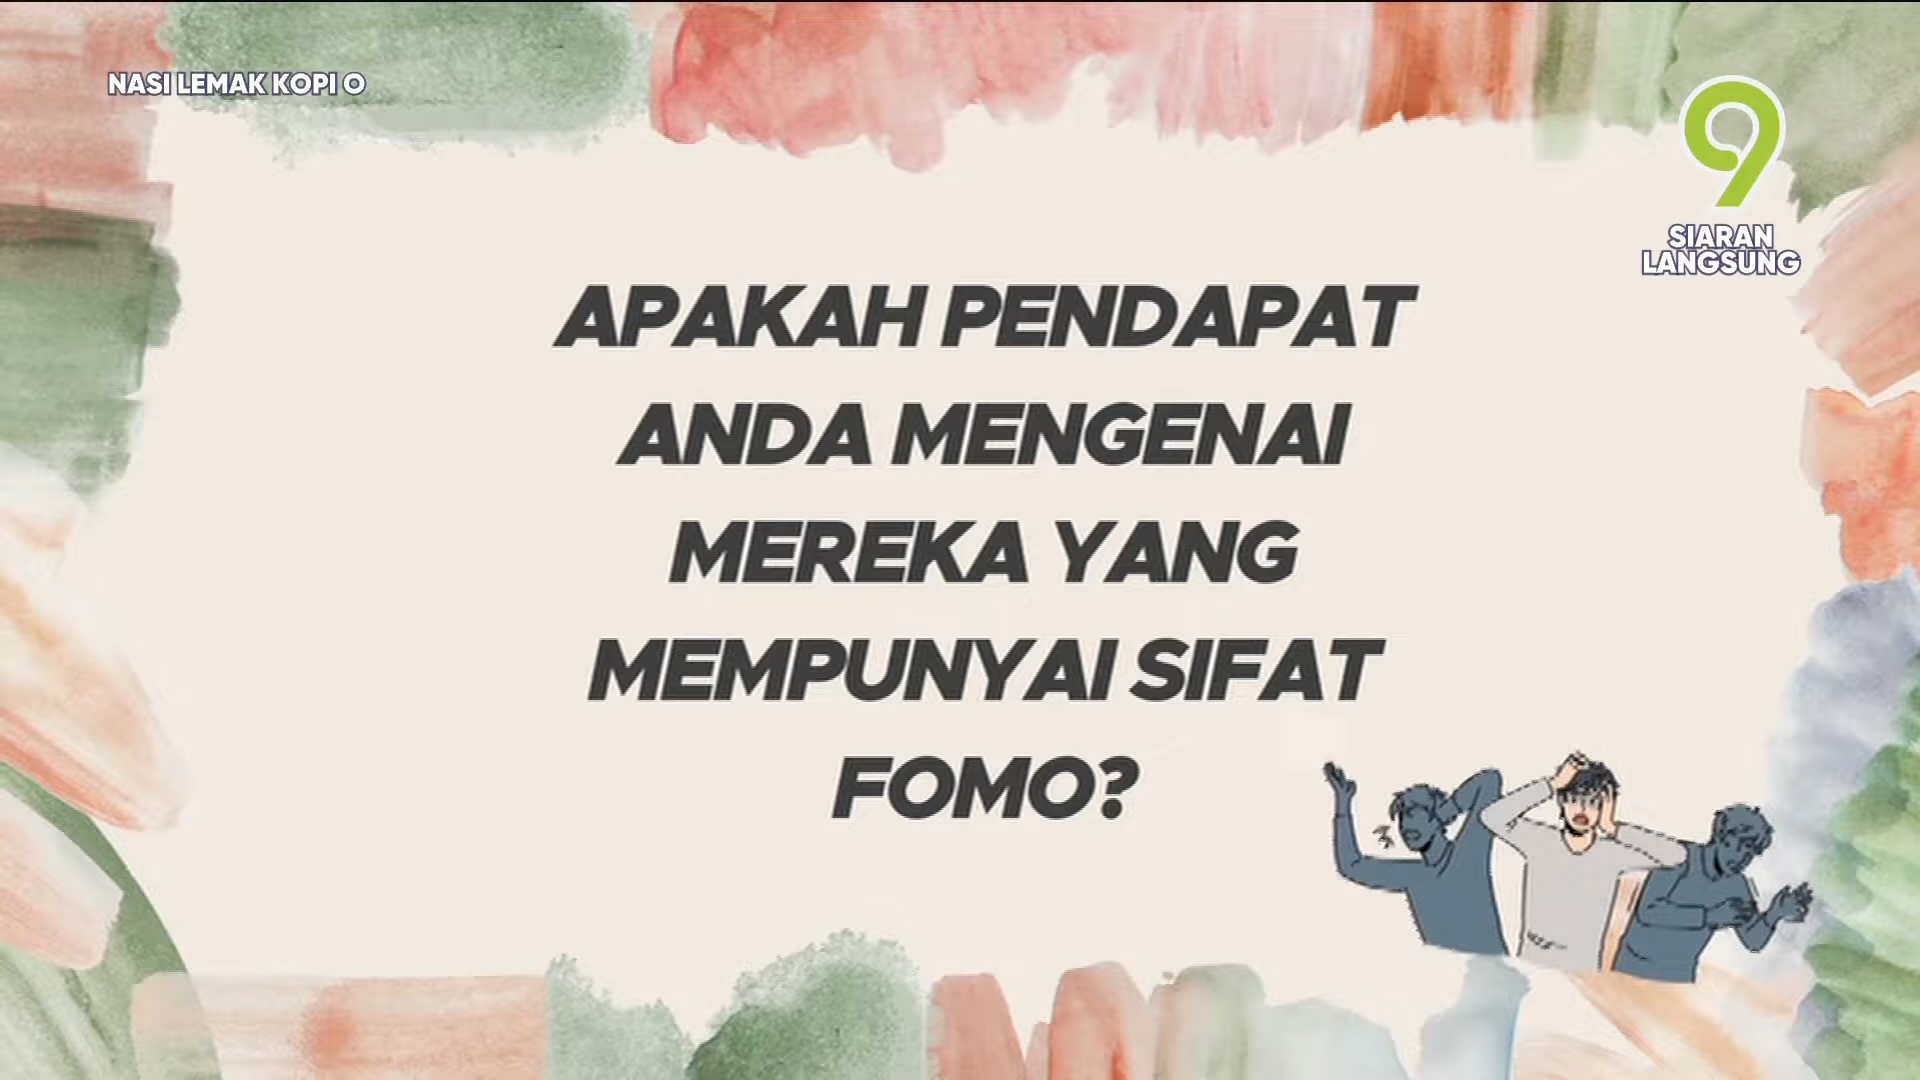 NASI LEMAK KOPI O
9
SIARAN
LANGSUNG
APAKAH PENDAPAT
ANDA MENGENAI
MEREKA YANG
MEMPUNYAI SIFAT
FOMO?